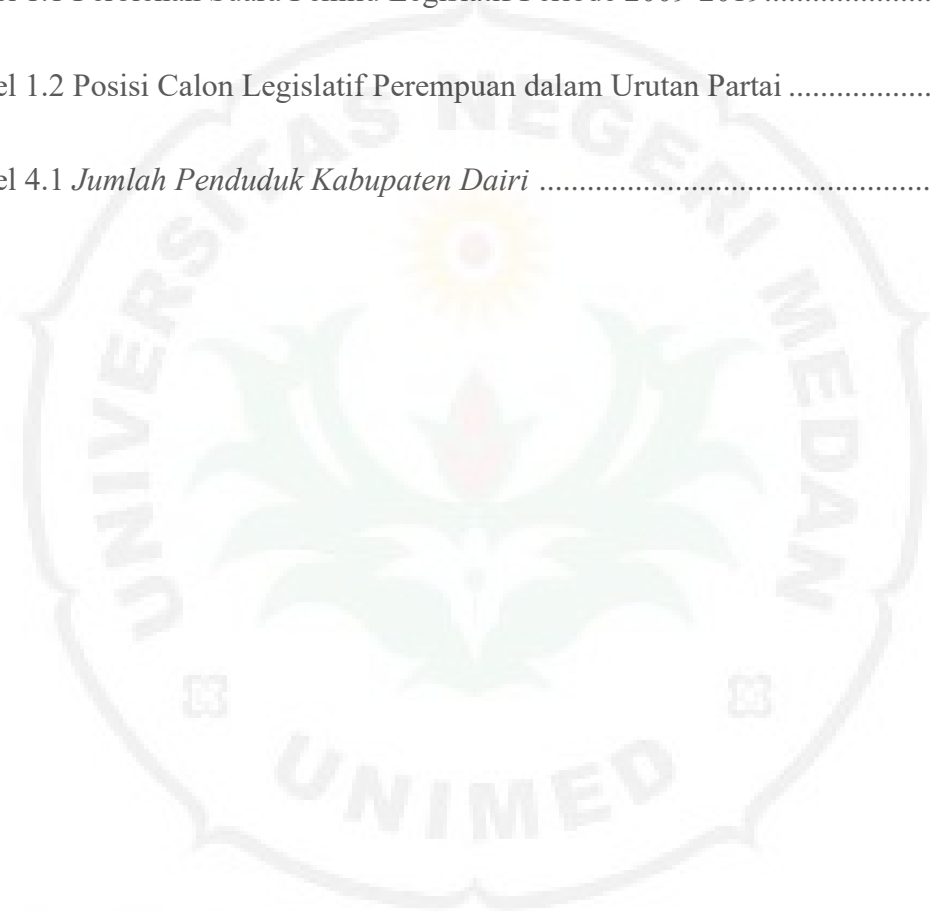 el 1.2 Posisi Calon Legislatif Perempuan dalam Urutan Partai ..................
el 4.1 Jumlah Penduduk Kabupaten Dairi .................................................
UNIVERSITAS NEGERI MEDAN
UNIMED